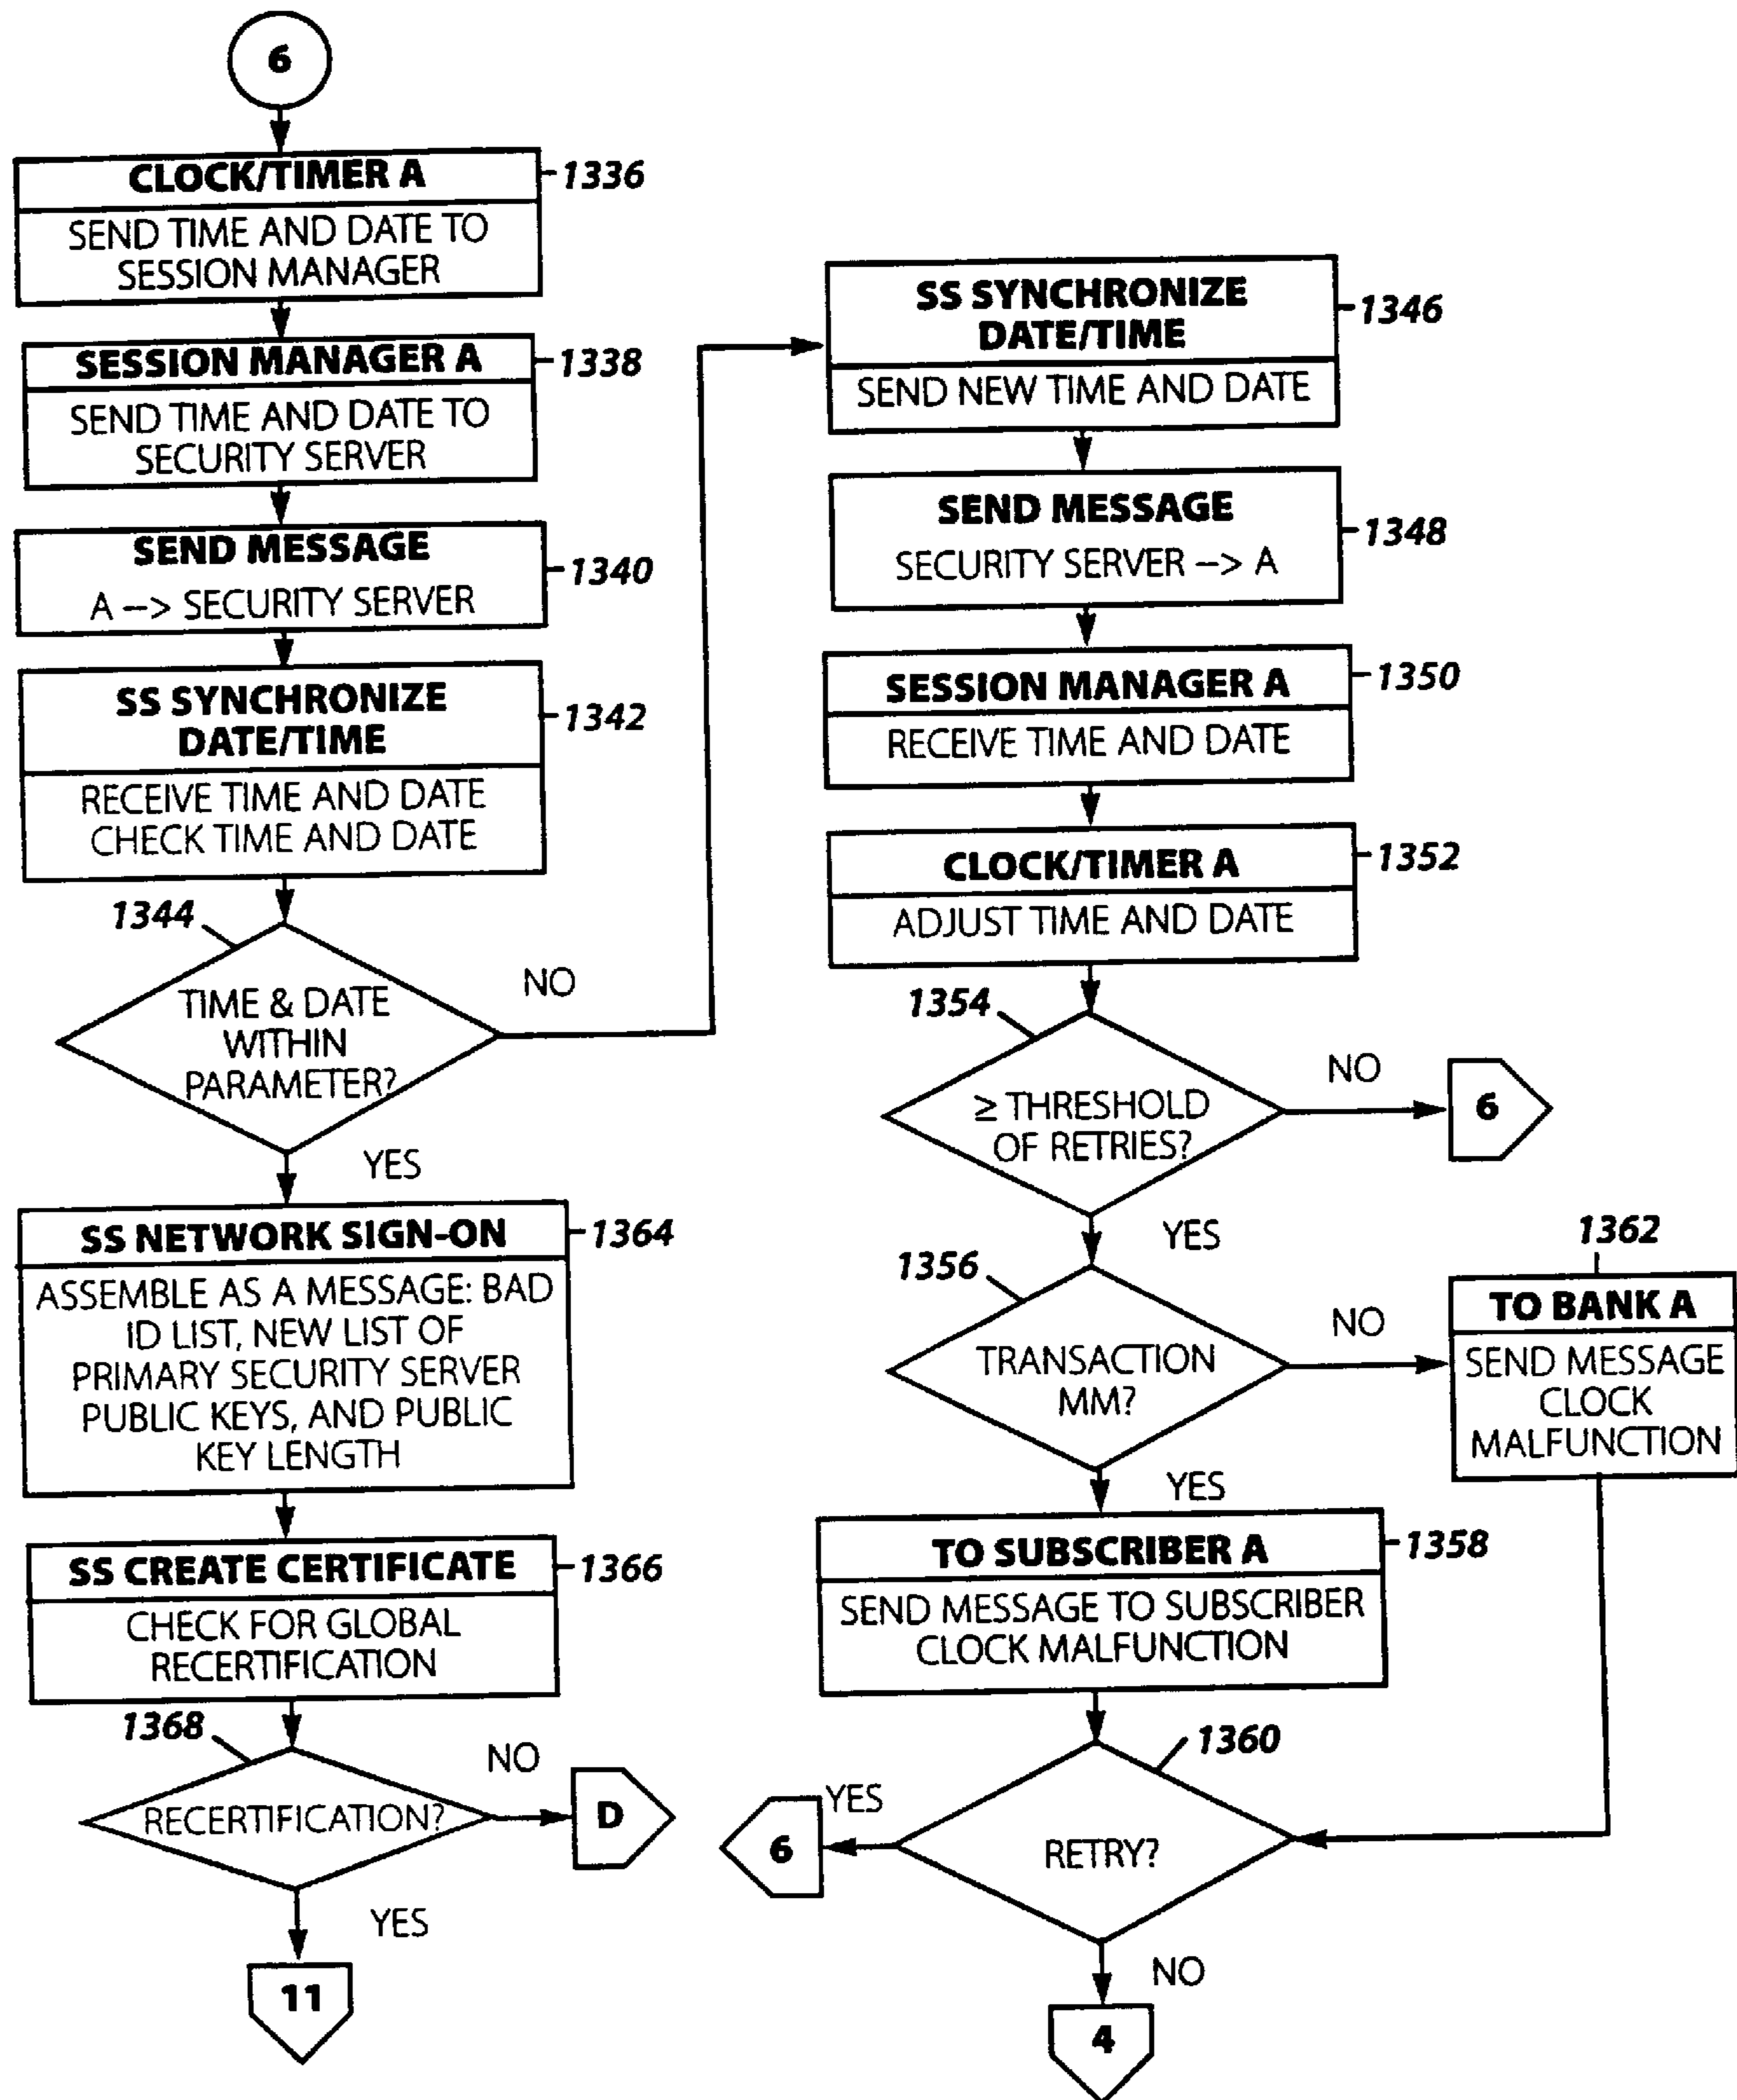 6
CLOCK/TIMER A
1336
SEND TIME AND DATE TO
SESSION MANAGER
SESSION MANAGER A
1338
SEND TIME AND DATE TO
SECURITY SERVER
SEND MESSAGE
1340
A --> SECURITY SERVER
SS SYNCHRONIZE
DATE/TIME
1342
RECEIVE TIME AND DATE
CHECK TIME AND DATE
1344
TIME & DATE
WITHIN
PARAMETER?
NO
YES
SS NETWORK SIGN-ON
1364
ASSEMBLE AS A MESSAGE: BAD
ID LIST, NEW LIST OF
PRIMARY SECURITY SERVER
PUBLIC KEYS, AND PUBLIC
KEY LENGTH
SS CREATE CERTIFICATE
1366
CHECK FOR GLOBAL
RECERTIFICATION
1368
RECERTIFICATION?
NO
D
YES
11
SS SYNCHRONIZE
DATE/TIME
1346
SEND NEW TIME AND DATE
SEND MESSAGE
1348
SECURITY SERVER --> A
SESSION MANAGER A
1350
RECEIVE TIME AND DATE
CLOCK/TIMER A
1352
ADJUST TIME AND DATE
1354
≥ THRESHOLD
OF RETRIES?
NO
6
YES
1356
TRANSACTION
MM?
NO
1362
TO BANK A
SEND MESSAGE
CLOCK
MALFUNCTION
YES
TO SUBSCRIBER A
1358
SEND MESSAGE TO SUBSCRIBER
CLOCK MALFUNCTION
1360
RETRY?
YES
6
NO
4